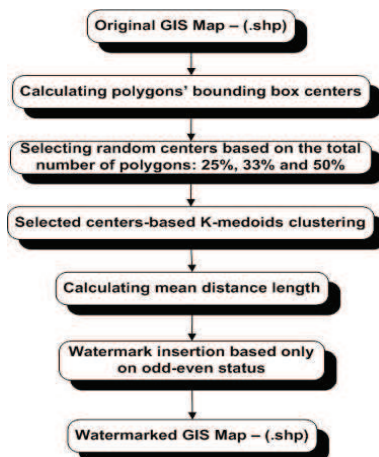 Original GIS Map – (.shp)
Calculating polygons' bounding box centers
Selecting random centers based on the total
number of polygons: 25%, 33% and 50%
Selected centers-based K-medoids clustering
Calculating mean distance length
Watermark insertion based only
on odd-even status
Watermarked GIS Map – (.shp)